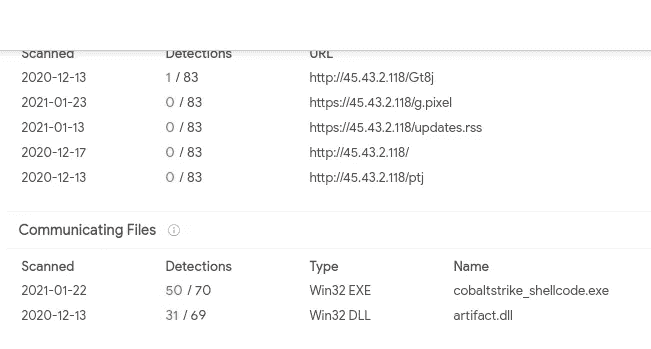 Scanned Detections URL
2020-12-13 1 / 83 http://45.43.2.118/Gt8j
2021-01-23 0 / 83 https://45.43.2.118/g.pixel
2021-01-13 0 / 83 https://45.43.2.118/updates.rss
2020-12-17 0 / 83 http://45.43.2.118/
2020-12-13 0 / 83 http://45.43.2.118/ptj
Communicating Files
Scanned Detections Type Name
2021-01-22 50 / 70 Win32 EXE cobaltstrike_shellcode.exe
2020-12-13 31 / 69 Win32 DLL artifact.dll